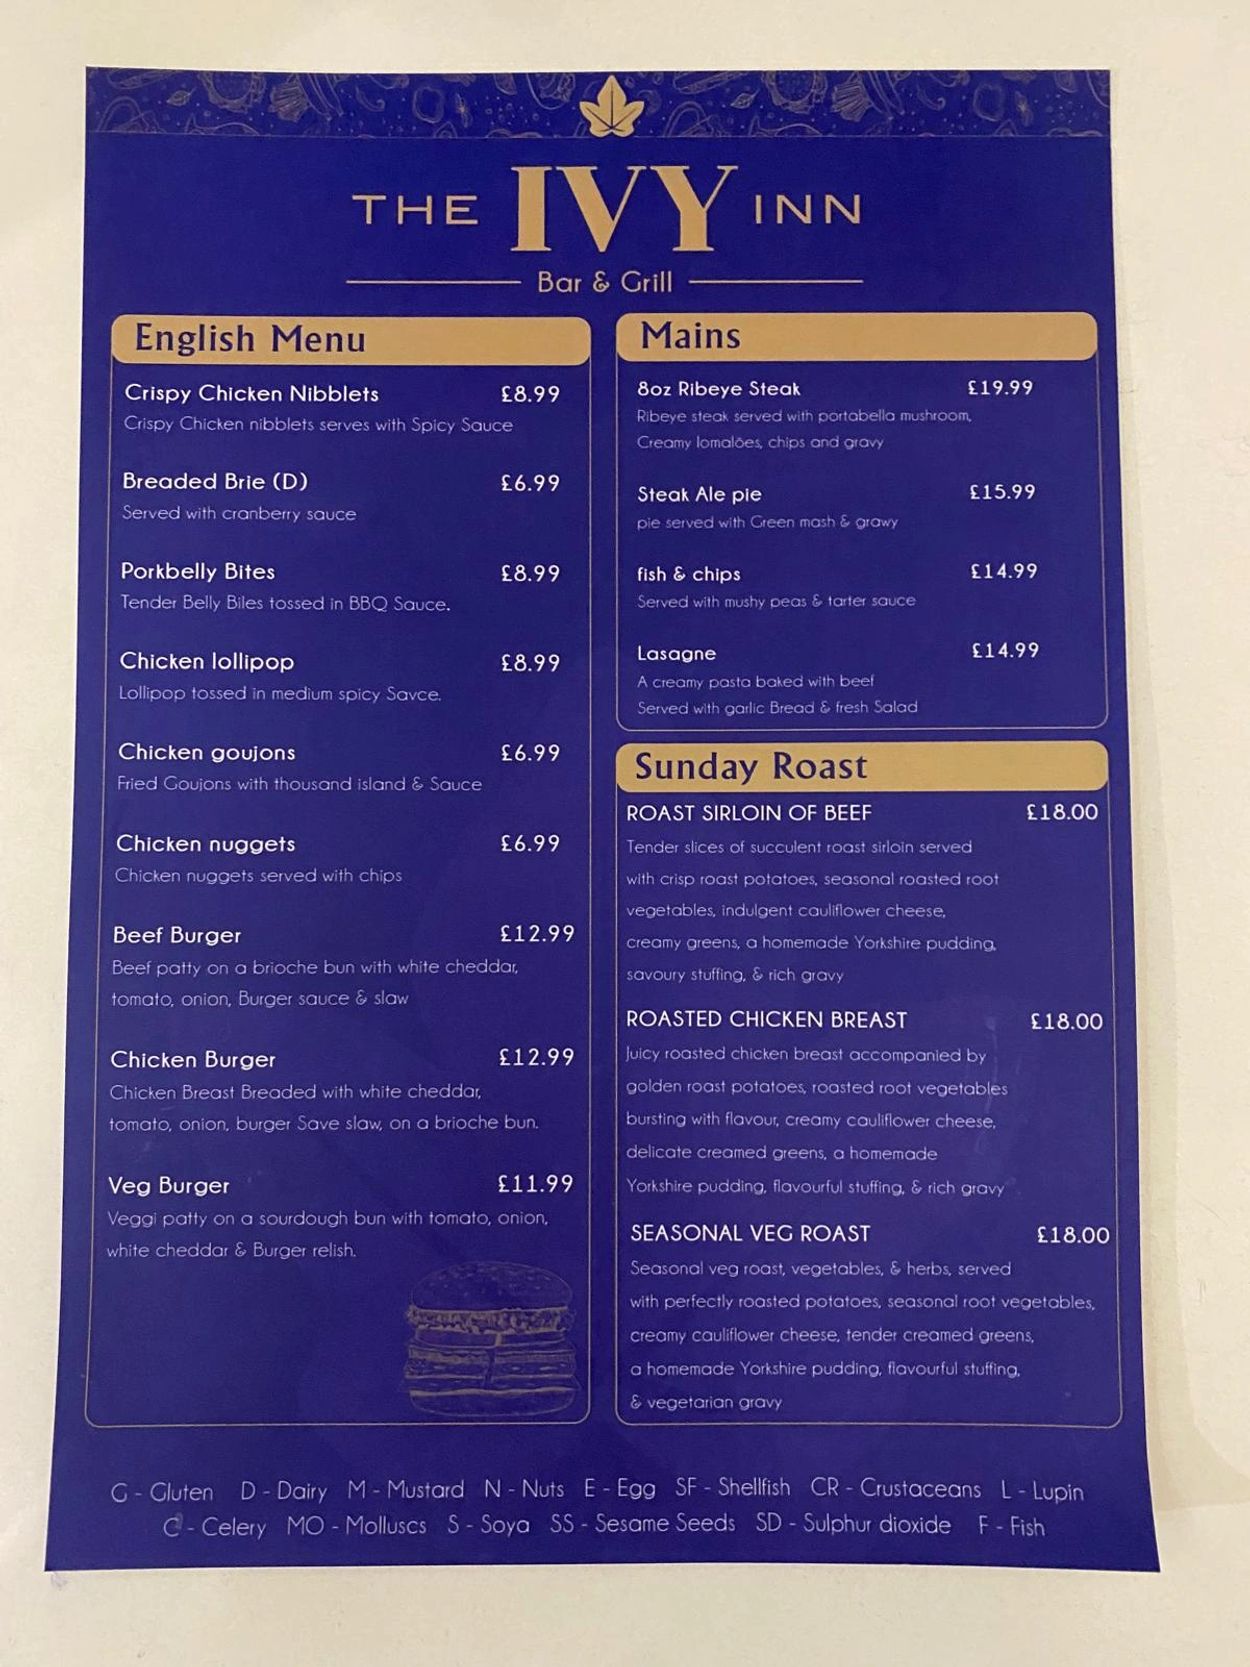 THE IVY INN
Bar & Grill
English Menu
Crispy Chicken Nibblets £8.99
Crispy Chicken nibblets serves with Spicy Sauce
Breaded Brie (D) £6.99
Served with cranberry sauce
Porkbelly Bites £8.99
Tender Belly Biles tossed in BBQ Sauce.
Chicken lollipop £8.99
Lollipop tossed in medium spicy Savce.
Chicken goujons £6.99
Fried Goujons with thousand island & Sauce
Chicken nuggets £6.99
Chicken nuggets served with chips
Beef Burger £12.99
Beef patty on a brioche bun with white cheddar,
tomato, onion, Burger sauce & slaw
Chicken Burger £12.99
Chicken Breast Breaded with white cheddar,
tomato, onion, burger Save slaw, on a brioche bun.
Veg Burger £11.99
Veggi patty on a sourdough bun with tomato, onion,
white cheddar & Burger relish.
Mains
8oz Ribeye Steak £19.99
Ribeye steak served with portabella mushroom,
Creamy lomalões, chips and gravy
Steak Ale pie £15.99
pie served with Green mash & grawy
fish & chips £14.99
Served with mushy peas & tarter sauce
Lasagne £14.99
A creamy pasta baked with beef
Served with garlic Bread & fresh Salad
Sunday Roast
ROAST SIRLOIN OF BEEF £18.00
Tender slices of succulent roast sirloin served
with crisp roast potatoes, seasonal roasted root
vegetables, indulgent cauliflower cheese,
creamy greens, a homemade Yorkshire pudding,
savoury stuffing, & rich gravy
ROASTED CHICKEN BREAST £18.00
Juicy roasted chicken breast accompanied by
golden roast potatoes, roasted root vegetables
bursting with flavour, creamy cauliflower cheese,
delicate creamed greens, a homemade
Yorkshire pudding, flavourful stuffing, & rich gravy
SEASONAL VEG ROAST £18.00
Seasonal veg roast, vegetables, & herbs, served
with perfectly roasted potatoes, seasonal root vegetables,
creamy cauliflower cheese, tender creamed greens,
a homemade Yorkshire pudding, flavourful stuffing,
& vegetarian gravy
G - Gluten D - Dairy M - Mustard N - Nuts E - Egg SF - Shellfish CR - Crustaceans L - Lupin
C - Celery MO - Molluscs S - Soya SS - Sesame Seeds SD - Sulphur dioxide F - Fish